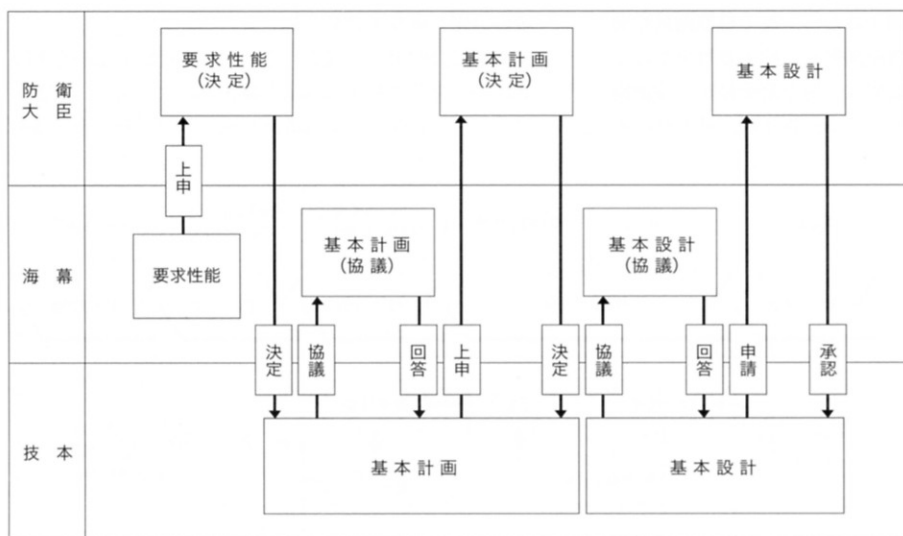 防衛
大臣
要求性能
(決定)
基本計画
(決定)
基本設計
上申
海幕
要求性能
基本計画
(協議)
基本設計
(協議)
決定
協議
回答
上申
決定
協議
回答
申請
承認
技本
基本計画
基本設計